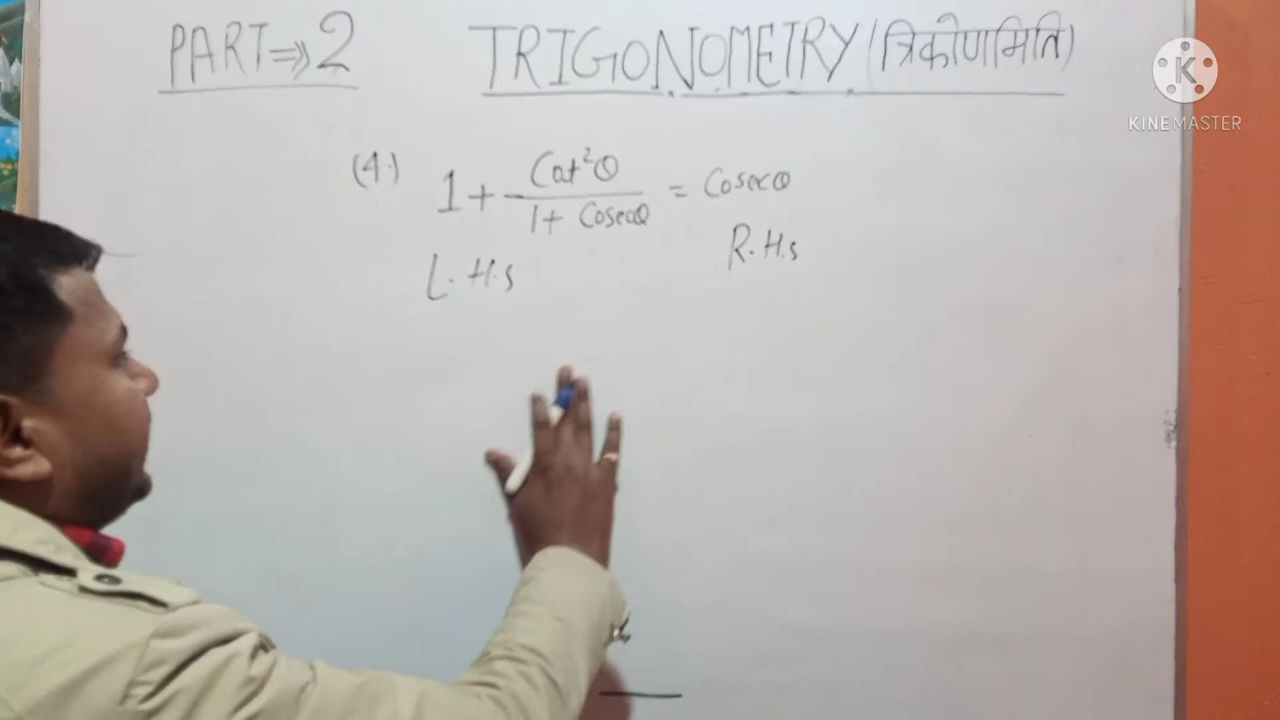 PART⇒2 TRIGONOMETRY (त्रिकोणमिति)
K
KINEMASTER
(4.) 1 + Cot²θ / 1 + Cosecθ = Cosecθ
L.H.S R.H.S